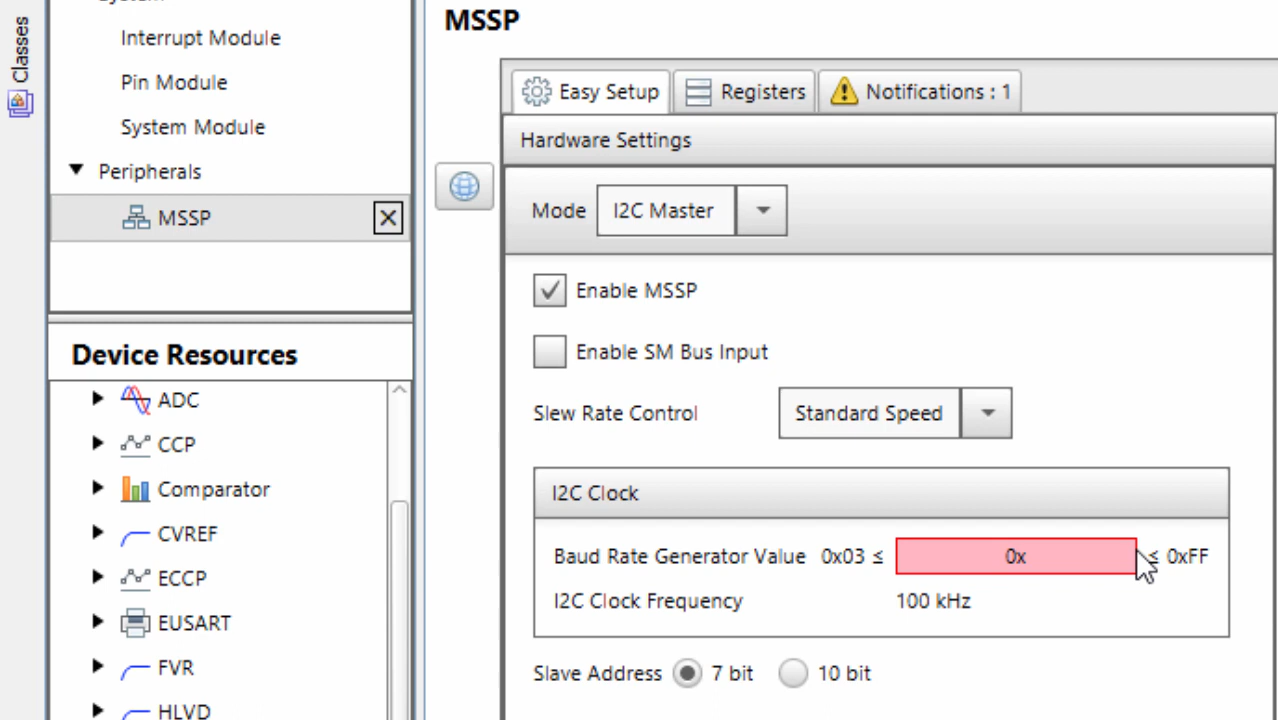 Classes
System
Interrupt Module
Pin Module
System Module
Peripherals
MSSP
Device Resources
ADC
CCP
Comparator
CVREF
ECCP
EUSART
FVR
HLVD
MSSP
Easy Setup
Registers
Notifications : 1
Hardware Settings
Mode I2C Master
Enable MSSP
Enable SM Bus Input
Slew Rate Control Standard Speed
I2C Clock
Baud Rate Generator Value 0x03 ≤ 0x ≤ 0xFF
I2C Clock Frequency 100 kHz
Slave Address 7 bit 10 bit